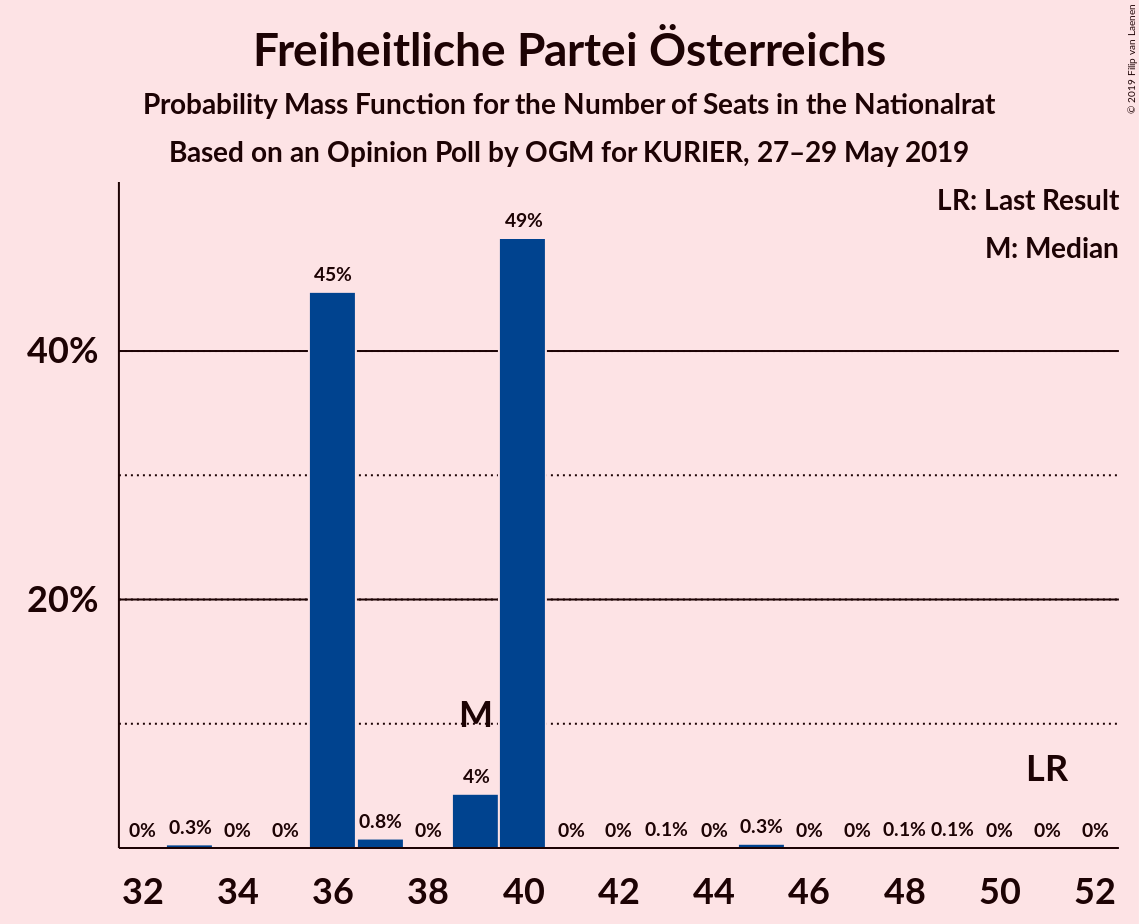 Freiheitliche Partei Österreichs
Probability Mass Function for the Number of Seats in the Nationalrat
Based on an Opinion Poll by OGM for KURIER, 27–29 May 2019
© 2019 Filip van Laenen
LR: Last Result
M: Median
49%
45%
40%
20%
M
LR
4%
0% 0.3% 0% 0% 0.8% 0% 0% 0% 0.1% 0% 0.3% 0% 0% 0.1% 0.1% 0% 0% 0%
32 34 36 38 40 42 44 46 48 50 52